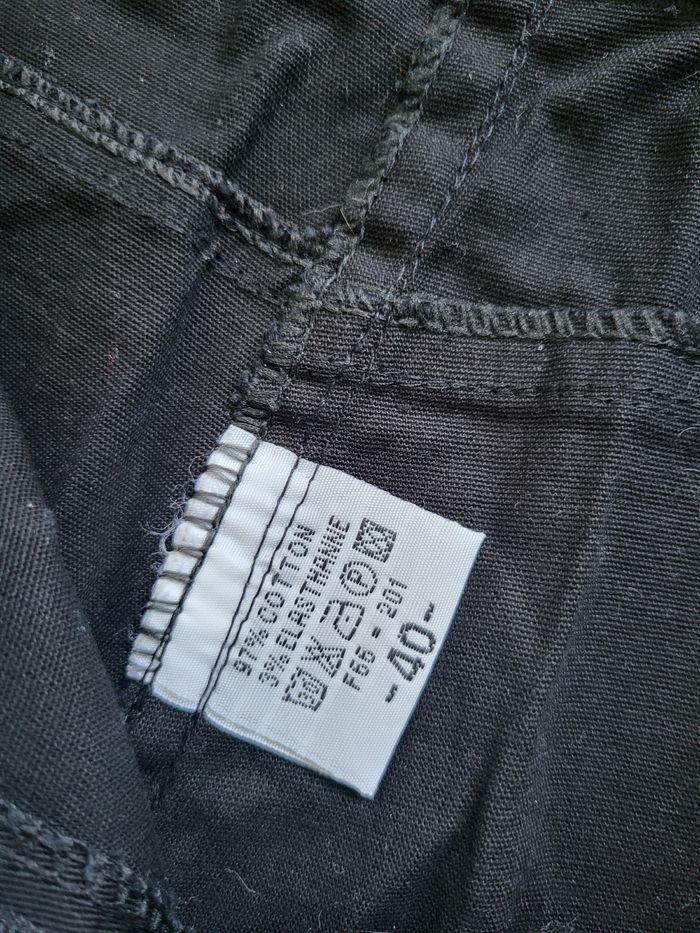 97% COTTON
3% ELASTHANNE
P
F65 - 201
-40-